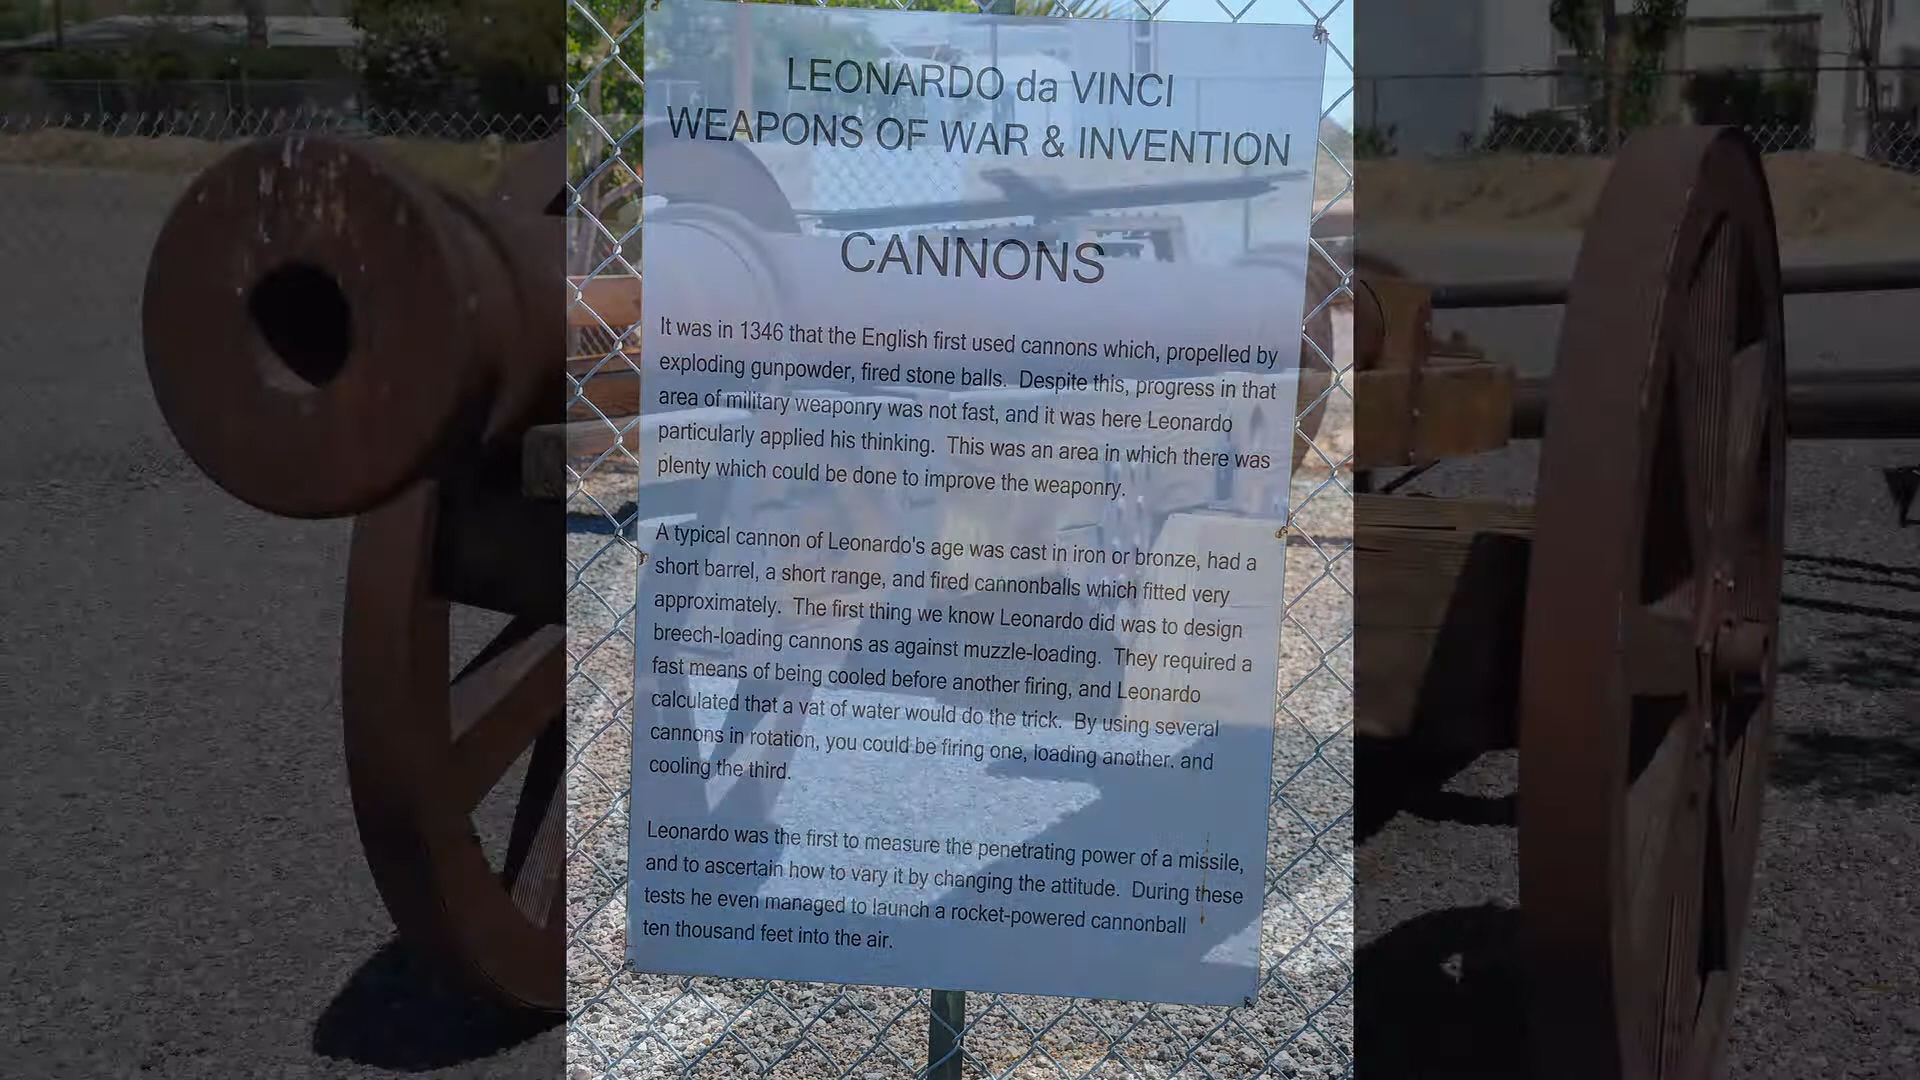 LEONARDO da VINCI
WEAPONS OF WAR & INVENTION
CANNONS
It was in 1346 that the English first used cannons which, propelled by
exploding gunpowder, fired stone balls. Despite this, progress in that
area of military weaponry was not fast, and it was here Leonardo
particularly applied his thinking. This was an area in which there was
plenty which could be done to improve the weaponry.
A typical cannon of Leonardo's age was cast in iron or bronze, had a
short barrel, a short range, and fired cannonballs which fitted very
approximately. The first thing we know Leonardo did was to design
breech-loading cannons as against muzzle-loading. They required a
fast means of being cooled before another firing, and Leonardo
calculated that a vat of water would do the trick. By using several
cannons in rotation, you could be firing one, loading another. and
cooling the third.
Leonardo was the first to measure the penetrating power of a missile,
and to ascertain how to vary it by changing the attitude. During these
tests he even managed to launch a rocket-powered cannonball
ten thousand feet into the air.